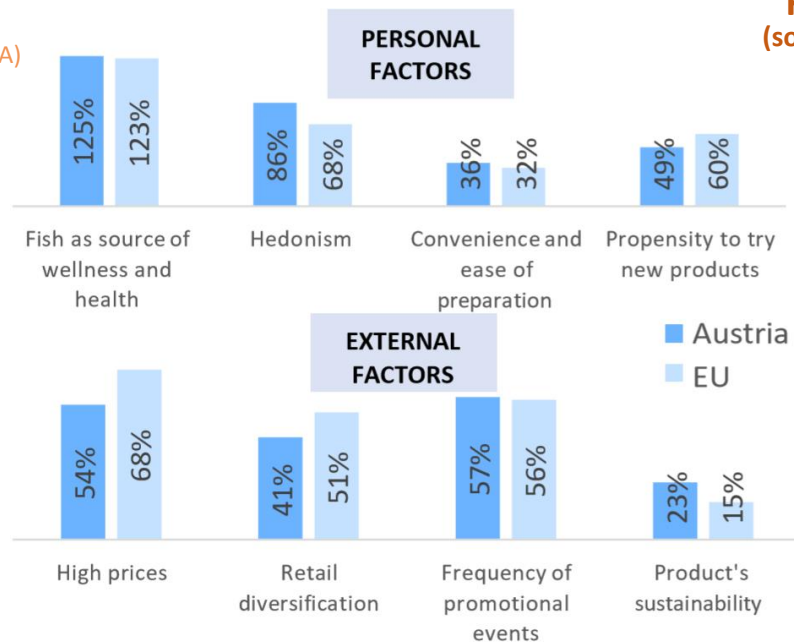 PERSONAL
FACTORS
(so
A)
125%
123%
86%
68%
36%
32%
49%
60%
Fish as source of
wellness and
health
Hedonism
Convenience and
ease of
preparation
Propensity to try
new products
EXTERNAL
FACTORS
Austria
EU
54%
68%
41%
51%
57%
56%
23%
15%
High prices
Retail
diversification
Frequency of
promotional
events
Product's
sustainability